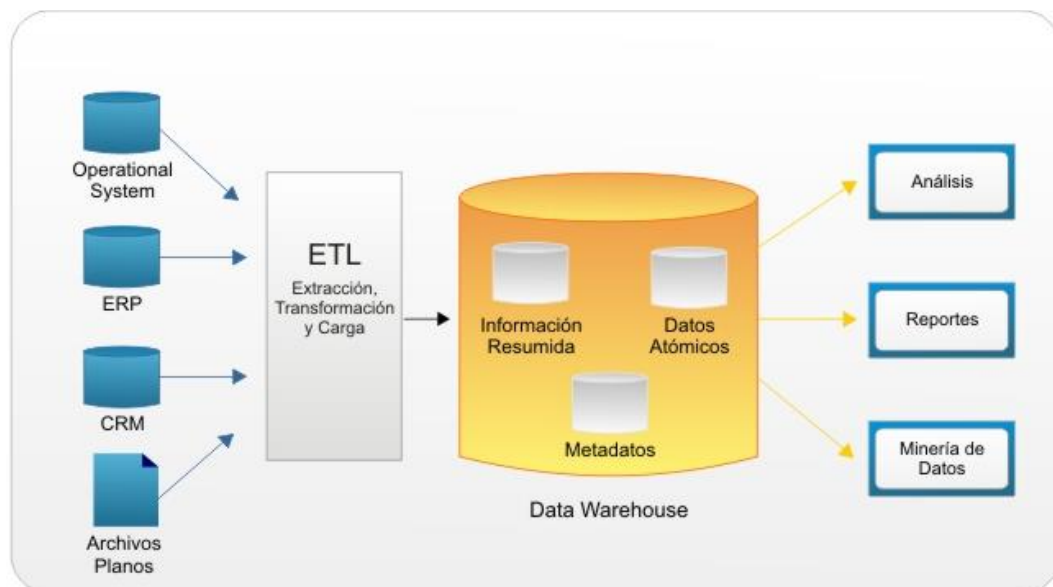 Operational
System
ERP
CRM
Archivos
Planos
ETL
Extracción,
Transformación
y Carga
Información
Resumida
Datos
Atómicos
Metadatos
Data Warehouse
Análisis
Reportes
Minería de
Datos